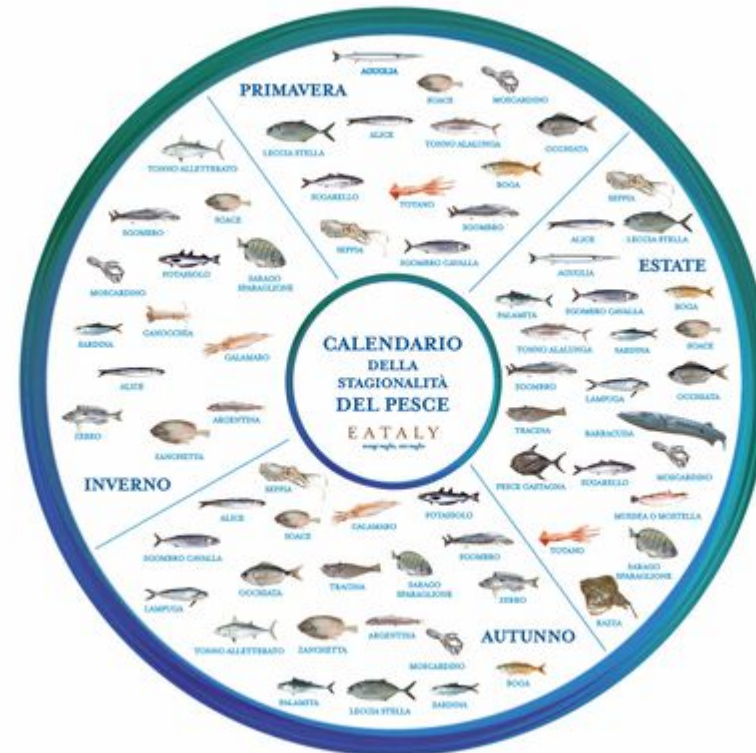 PRIMAVERA
AGUGLIA
SOACE
MOSCARDINO
LECCIA STELLA
ALICE
TONNO ALALUNGA
OCCHIATA
SUGARELLO
TOTANO
BOGA
SGOMBRO
SEPPIA
SGOMBRO CAVALLA
ESTATE
SEPPIA
ALICE
LECCIA STELLA
AGUGLIA
PALAMITA
SGOMBRO CAVALLA
BOGA
TONNO ALALUNGA
SARDINA
SOACE
SGOMBRO
LAMPUGA
OCCHIATA
TRACINA
BARRACUDA
MOSCARDINO
PESCE CASTAGNA
SUGARELLO
MUSDEA O MOSTELLA
TOTANO
SARAGO
SPARAGLIONE
RAZZA
AUTUNNO
SEPPIA
ALICE
SOACE
CALAMARO
POTASSOLO
SGOMBRO CAVALLA
SGOMBRO
LAMPUGA
OCCHIATA
TRACINA
SARAGO
SPARAGLIONE
ZERRO
TONNO ALLETTERATO
ZANCHETTA
ARGENTINA
MOSCARDINO
PALAMITA
LECCIA STELLA
SARDINA
BOGA
INVERNO
TONNO ALLETTERATO
SGOMBRO
SOACE
MOSCARDINO
POTASSOLO
SARAGO
SPARAGLIONE
SARDINA
CANOCCHIA
CALAMARO
ALICE
ZERRO
ZANCHETTA
ARGENTINA
CALENDARIO
DELLA
STAGIONALITÀ
DEL PESCE
EATALY